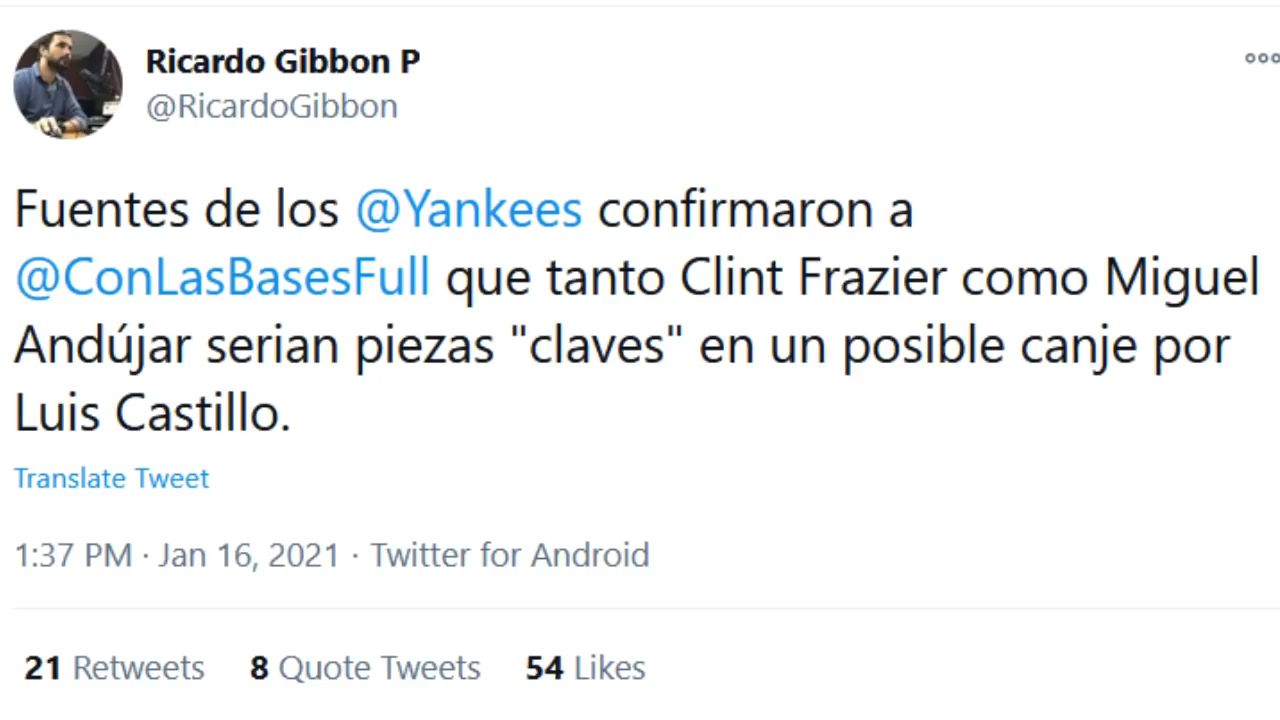 Ricardo Gibbon P
@RicardoGibbon
Fuentes de los @Yankees confirmaron a
@ConLasBasesFull que tanto Clint Frazier como Miguel
Andújar serian piezas "claves" en un posible canje por
Luis Castillo.
Translate Tweet
1:37 PM · Jan 16, 2021 · Twitter for Android
21 Retweets 8 Quote Tweets 54 Likes